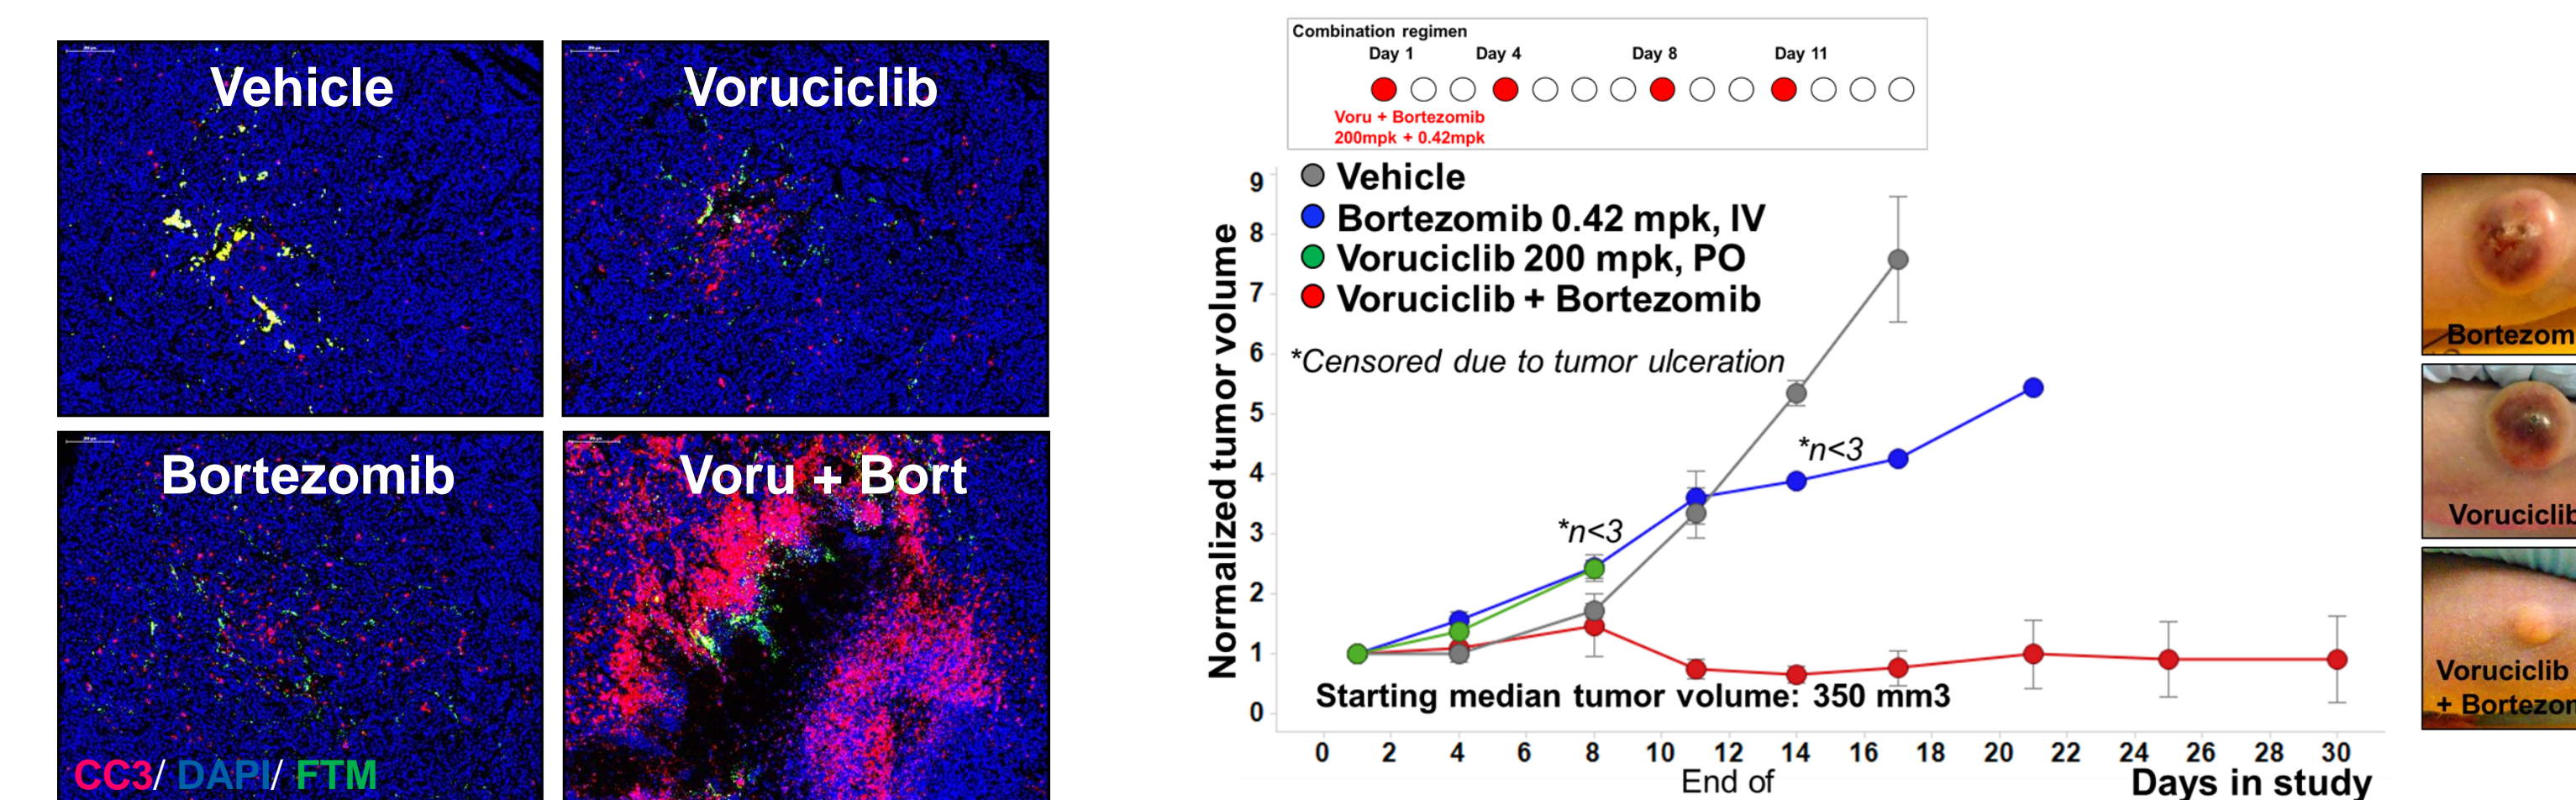 Vehicle
Voruciclib
Bortezomib
Voru + Bort
CC3/ DAPI/ FTM
Combination regimen
Day 1 Day 4 Day 8 Day 11
Voru + Bortezomib
200mpk + 0.42mpk
Vehicle
Bortezomib 0.42 mpk, IV
Voruciclib 200 mpk, PO
Voruciclib + Bortezomib
*Censored due to tumor ulceration
*n<3
*n<3
Starting median tumor volume: 350 mm3
Normalized tumor volume
9
8
7
6
5
4
3
2
1
0
0 2 4 6 8 10 12 14 16 18 20 22 24 26 28 30
End of
Days in study
Bortezom
Voruciclib
Voruciclib
+ Bortezom